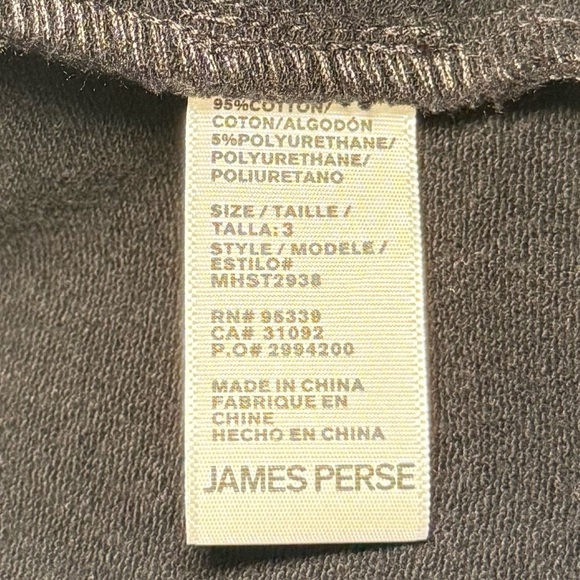 95%COTTON/
COTON/ALGODÓN
5%POLYURETHANE/
POLYURETHANE/
POLIURETANO
SIZE / TAILLE /
TALLA: 3
STYLE / MODELE /
ESTILO#
MHST2938
RN# 95339
CA# 31092
P.O# 2994200
MADE IN CHINA
FABRIQUE EN
CHINE
HECHO EN CHINA
JAMES PERSE